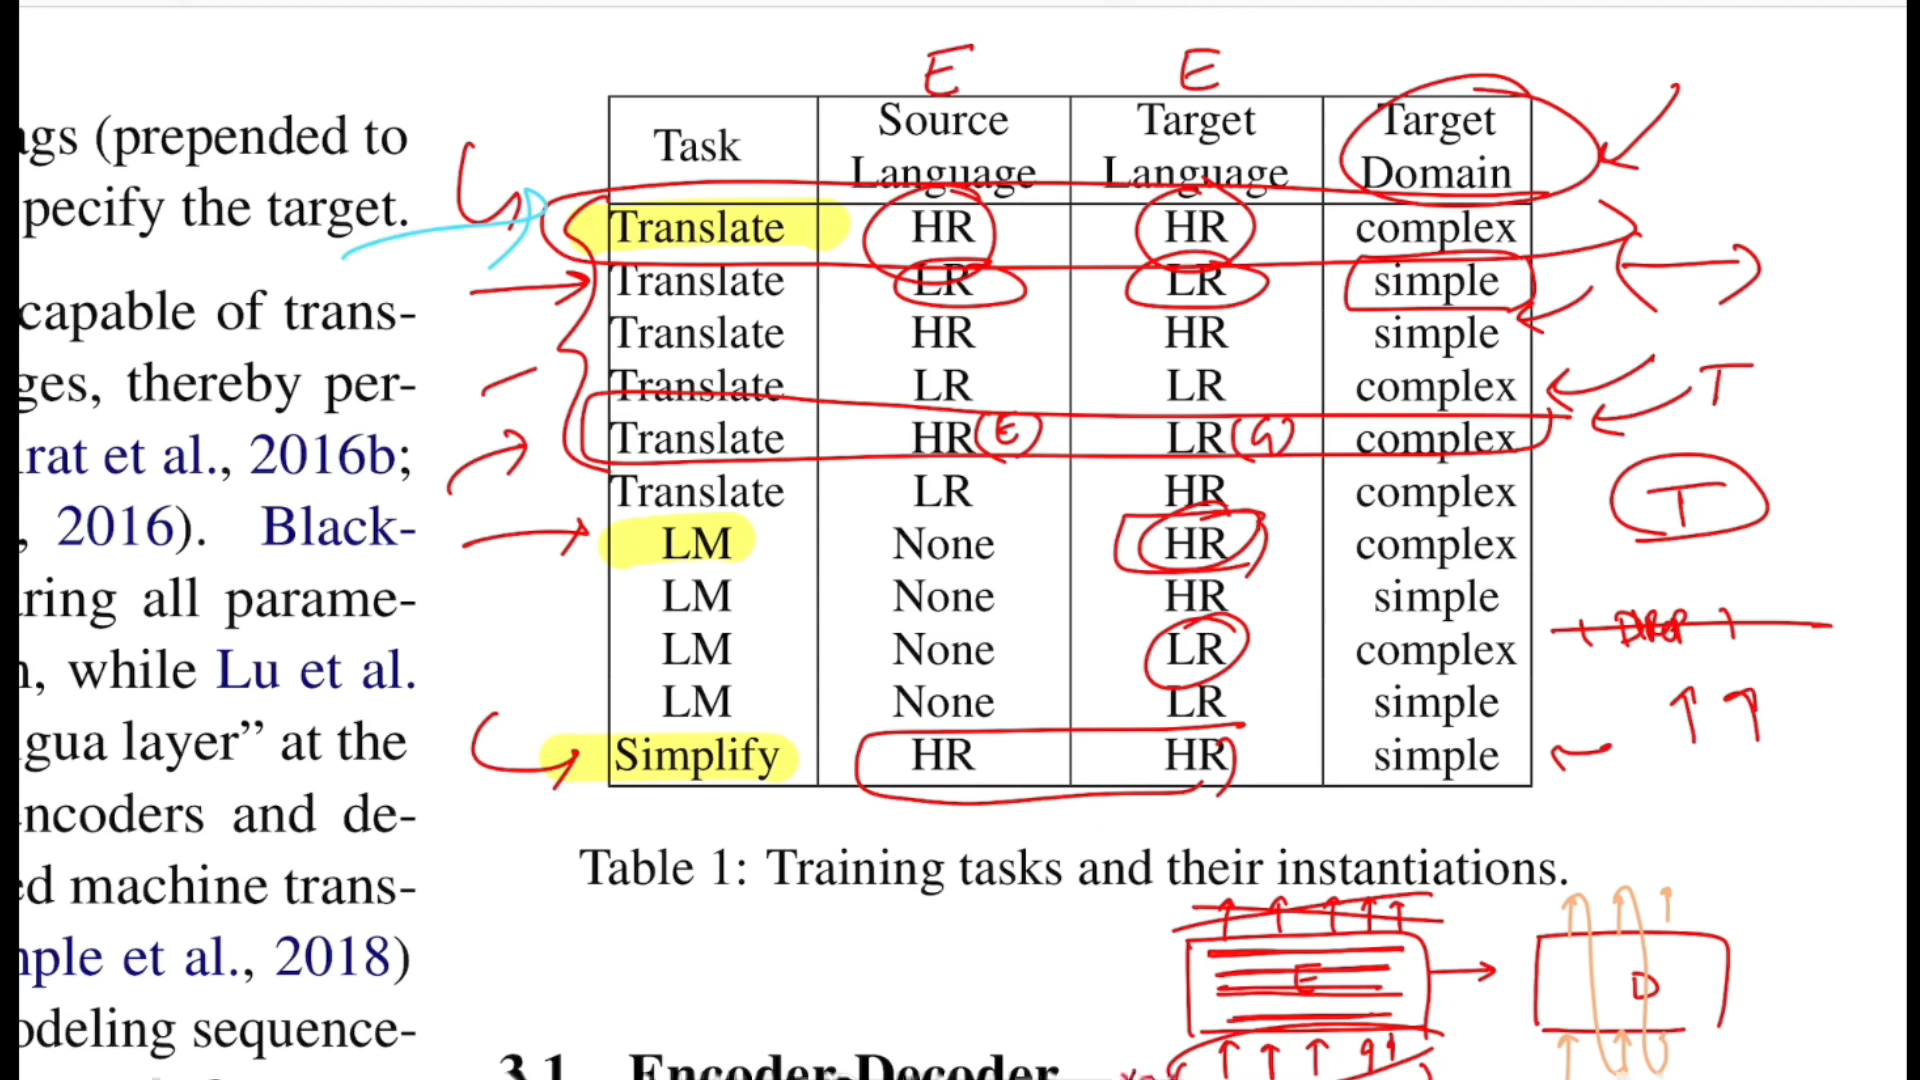 ags (prepended to
pecify the target.
capable of trans-
ges, thereby per-
rat et al., 2016b;
, 2016). Black-
ring all parame-
n, while Lu et al.
gua layer” at the
encoders and de-
ed machine trans-
mple et al., 2018)
odeling sequence-
E E
Task Source Language Target Language Target Domain
Translate HR HR complex
Translate LR LR simple
Translate HR HR simple
Translate LR LR complex
T
Translate HR (E) LR (G) complex
Translate LR HR complex
T
LM None HR complex
LM None HR simple
LM None LR complex
LM None LR simple
Simplify HR HR simple
Table 1: Training tasks and their instantiations.
E D
3.1 Encoder-Decoder